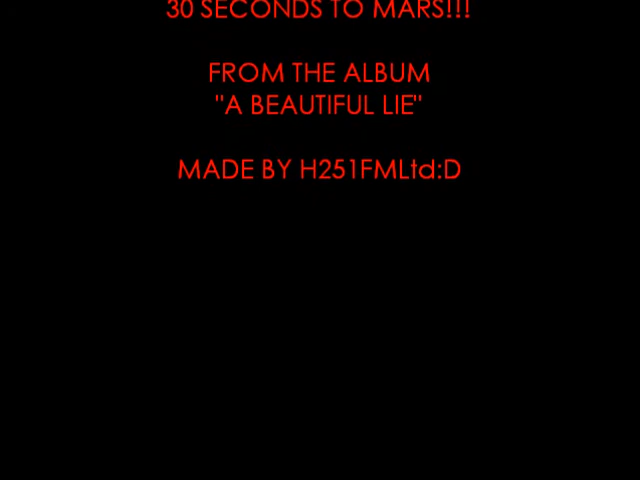 30 SECONDS TO MARS!!!
FROM THE ALBUM
"A BEAUTIFUL LIE"
MADE BY H251FMLtd:D